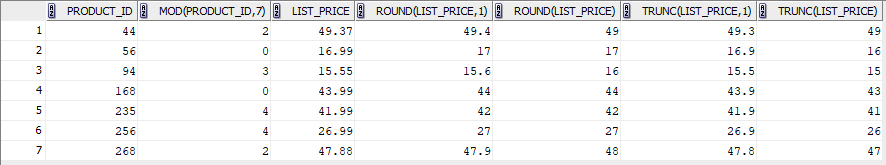 PRODUCT_ID MOD(PRODUCT_ID,7) LIST_PRICE ROUND(LIST_PRICE,1) ROUND(LIST_PRICE) TRUNC(LIST_PRICE,1) TRUNC(LIST_PRICE)
1 44 2 49.37 49.4 49 49.3 49
2 56 0 16.99 17 17 16.9 16
3 94 3 15.55 15.6 16 15.5 15
4 168 0 43.99 44 44 43.9 43
5 235 4 41.99 42 42 41.9 41
6 256 4 26.99 27 27 26.9 26
7 268 2 47.88 47.9 48 47.8 47